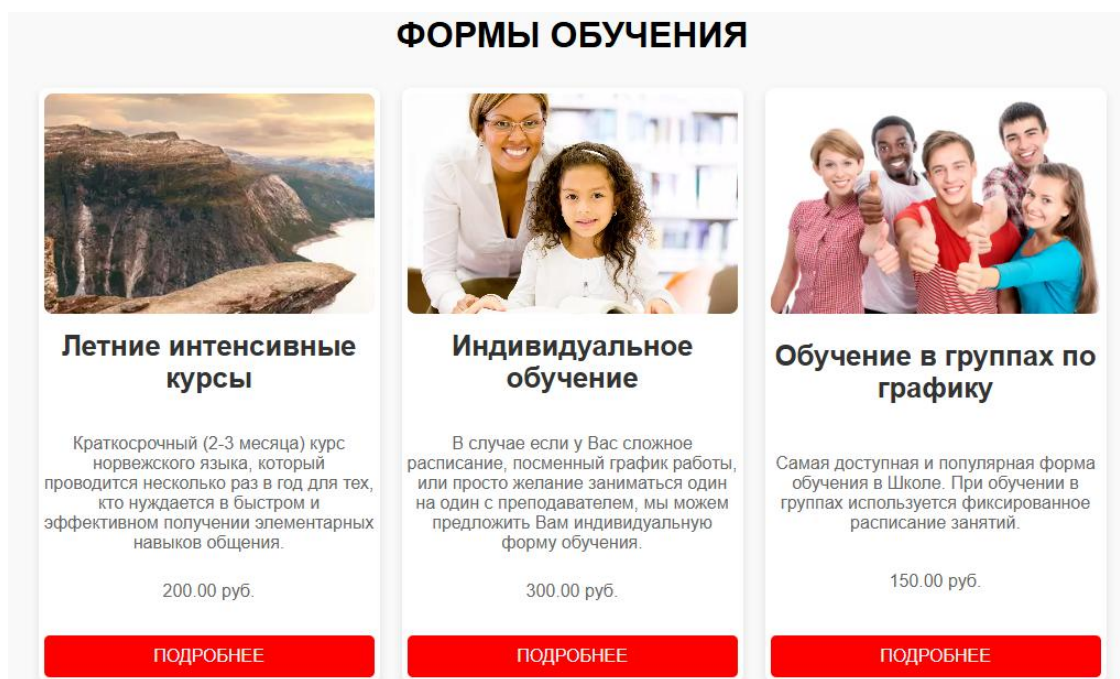 ФОРМЫ ОБУЧЕНИЯ
Летние интенсивные
курсы
Краткосрочный (2-3 месяца) курс
норвежского языка, который
проводится несколько раз в год для тех,
кто нуждается в быстром и
эффективном получении элементарных
навыков общения.
200.00 руб.
ПОДРОБНЕЕ
Индивидуальное
обучение
В случае если у Вас сложное
расписание, посменный график работы,
или просто желание заниматься один
на один с преподавателем, мы можем
предложить Вам индивидуальную
форму обучения.
300.00 руб.
ПОДРОБНЕЕ
Обучение в группах по
графику
Самая доступная и популярная форма
обучения в Школе. При обучении в
группах используется фиксированное
расписание занятий.
150.00 руб.
ПОДРОБНЕЕ